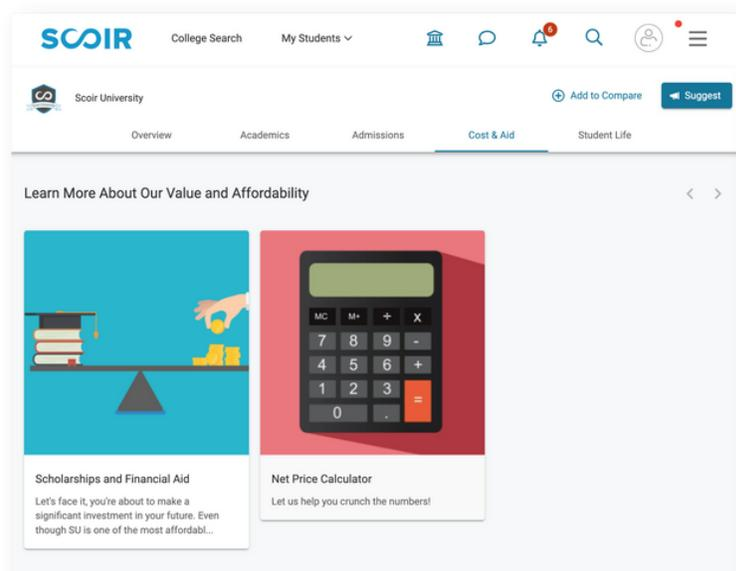 SCOIR
College Search
My Students
6
Scoir University
Add to Compare
Suggest
Overview
Academics
Admissions
Cost & Aid
Student Life
Learn More About Our Value and Affordability
MC M+ ÷ X
7 8 9 -
4 5 6 +
1 2 3 =
0 .
Scholarships and Financial Aid
Let's face it, you're about to make a
significant investment in your future. Even
though SU is one of the most affordabl...
Net Price Calculator
Let us help you crunch the numbers!